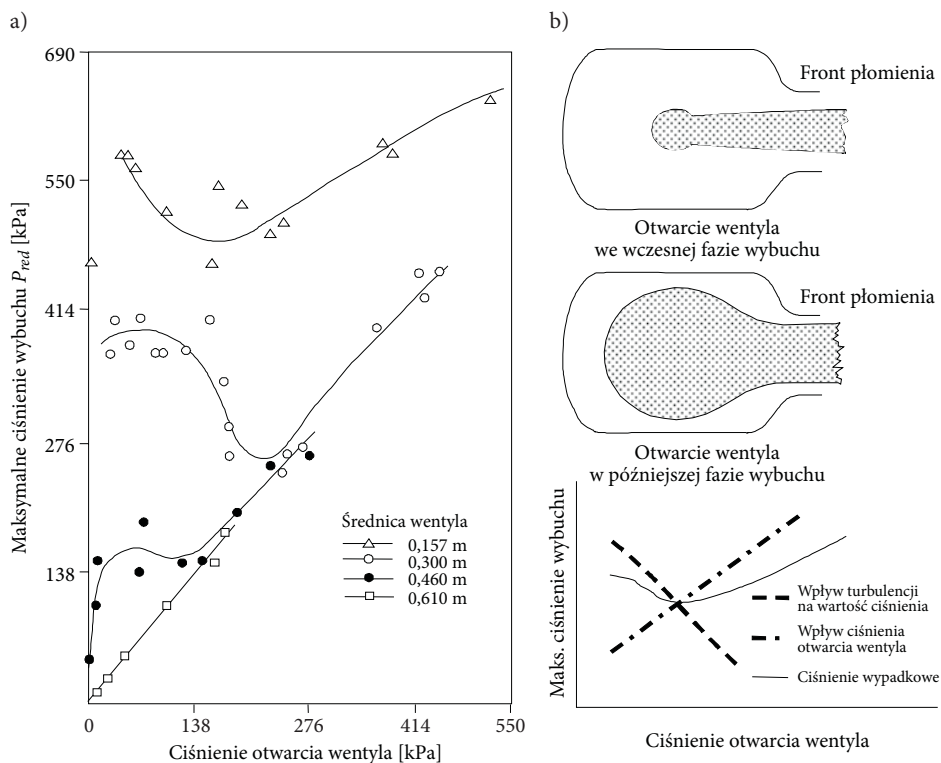 a)
Maksymalne ciśnienie wybuchu P_red [kPa]
690
550
414
276
138
0
138
276
414
550
Ciśnienie otwarcia wentyla [kPa]
Średnica wentyla
0,157 m
0,300 m
0,460 m
0,610 m
b)
Front płomienia
Otwarcie wentyla
we wczesnej fazie wybuchu
Front płomienia
Otwarcie wentyla
w późniejszej fazie wybuchu
Maks. ciśnienie wybuchu
Wpływ turbulencji
na wartość ciśnienia
Wpływ ciśnienia
otwarcia wentyla
Ciśnienie wypadkowe
Ciśnienie otwarcia wentyla